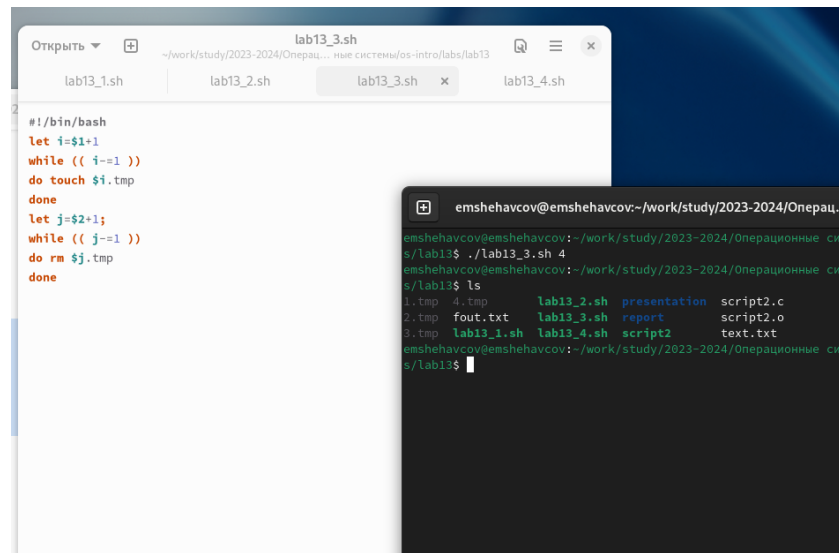 Открыть
lab13_3.sh
~/work/study/2023-2024/Операц… ные системы/os-intro/labs/lab13
lab13_1.sh lab13_2.sh lab13_3.sh × lab13_4.sh
#!/bin/bash
let i=$1+1
while (( i-=1 ))
do touch $i.tmp
done
let j=$2+1;
while (( j-=1 ))
do rm $j.tmp
done
emshehavcov@emshehavcov:~/work/study/2023-2024/Операц.
emshehavcov@emshehavcov:~/work/study/2023-2024/Операционные си
s/lab13$ ./lab13_3.sh 4
emshehavcov@emshehavcov:~/work/study/2023-2024/Операционные си
s/lab13$ ls
1.tmp 4.tmp lab13_2.sh presentation script2.c
2.tmp fout.txt lab13_3.sh report script2.o
3.tmp lab13_1.sh lab13_4.sh script2 text.txt
emshehavcov@emshehavcov:~/work/study/2023-2024/Операционные си
s/lab13$